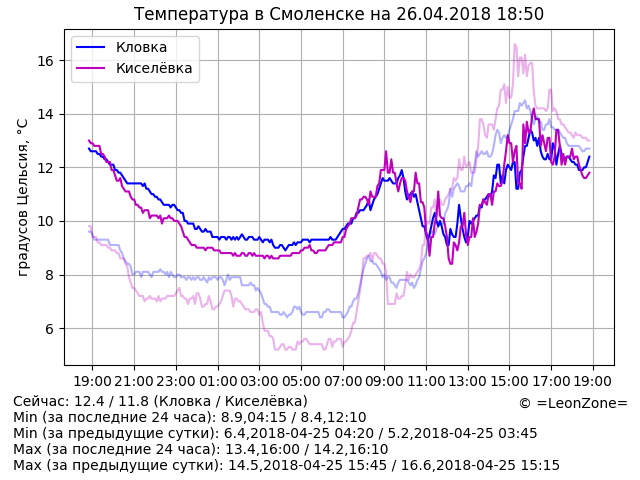 Температура в Смоленске на 26.04.2018 18:50
Кловка
Киселёвка
градусов Цельсия, °C
16
14
12
10
8
6
19:00 21:00 23:00 01:00 03:00 05:00 07:00 09:00 11:00 13:00 15:00 17:00 19:00
Сейчас: 12.4 / 11.8 (Кловка / Киселёвка)
© =LeonZone=
Min (за последние 24 часа): 8.9,04:15 / 8.4,12:10
Min (за предыдущие сутки): 6.4,2018-04-25 04:20 / 5.2,2018-04-25 03:45
Max (за последние 24 часа): 13.4,16:00 / 14.2,16:10
Max (за предыдущие сутки): 14.5,2018-04-25 15:45 / 16.6,2018-04-25 15:15